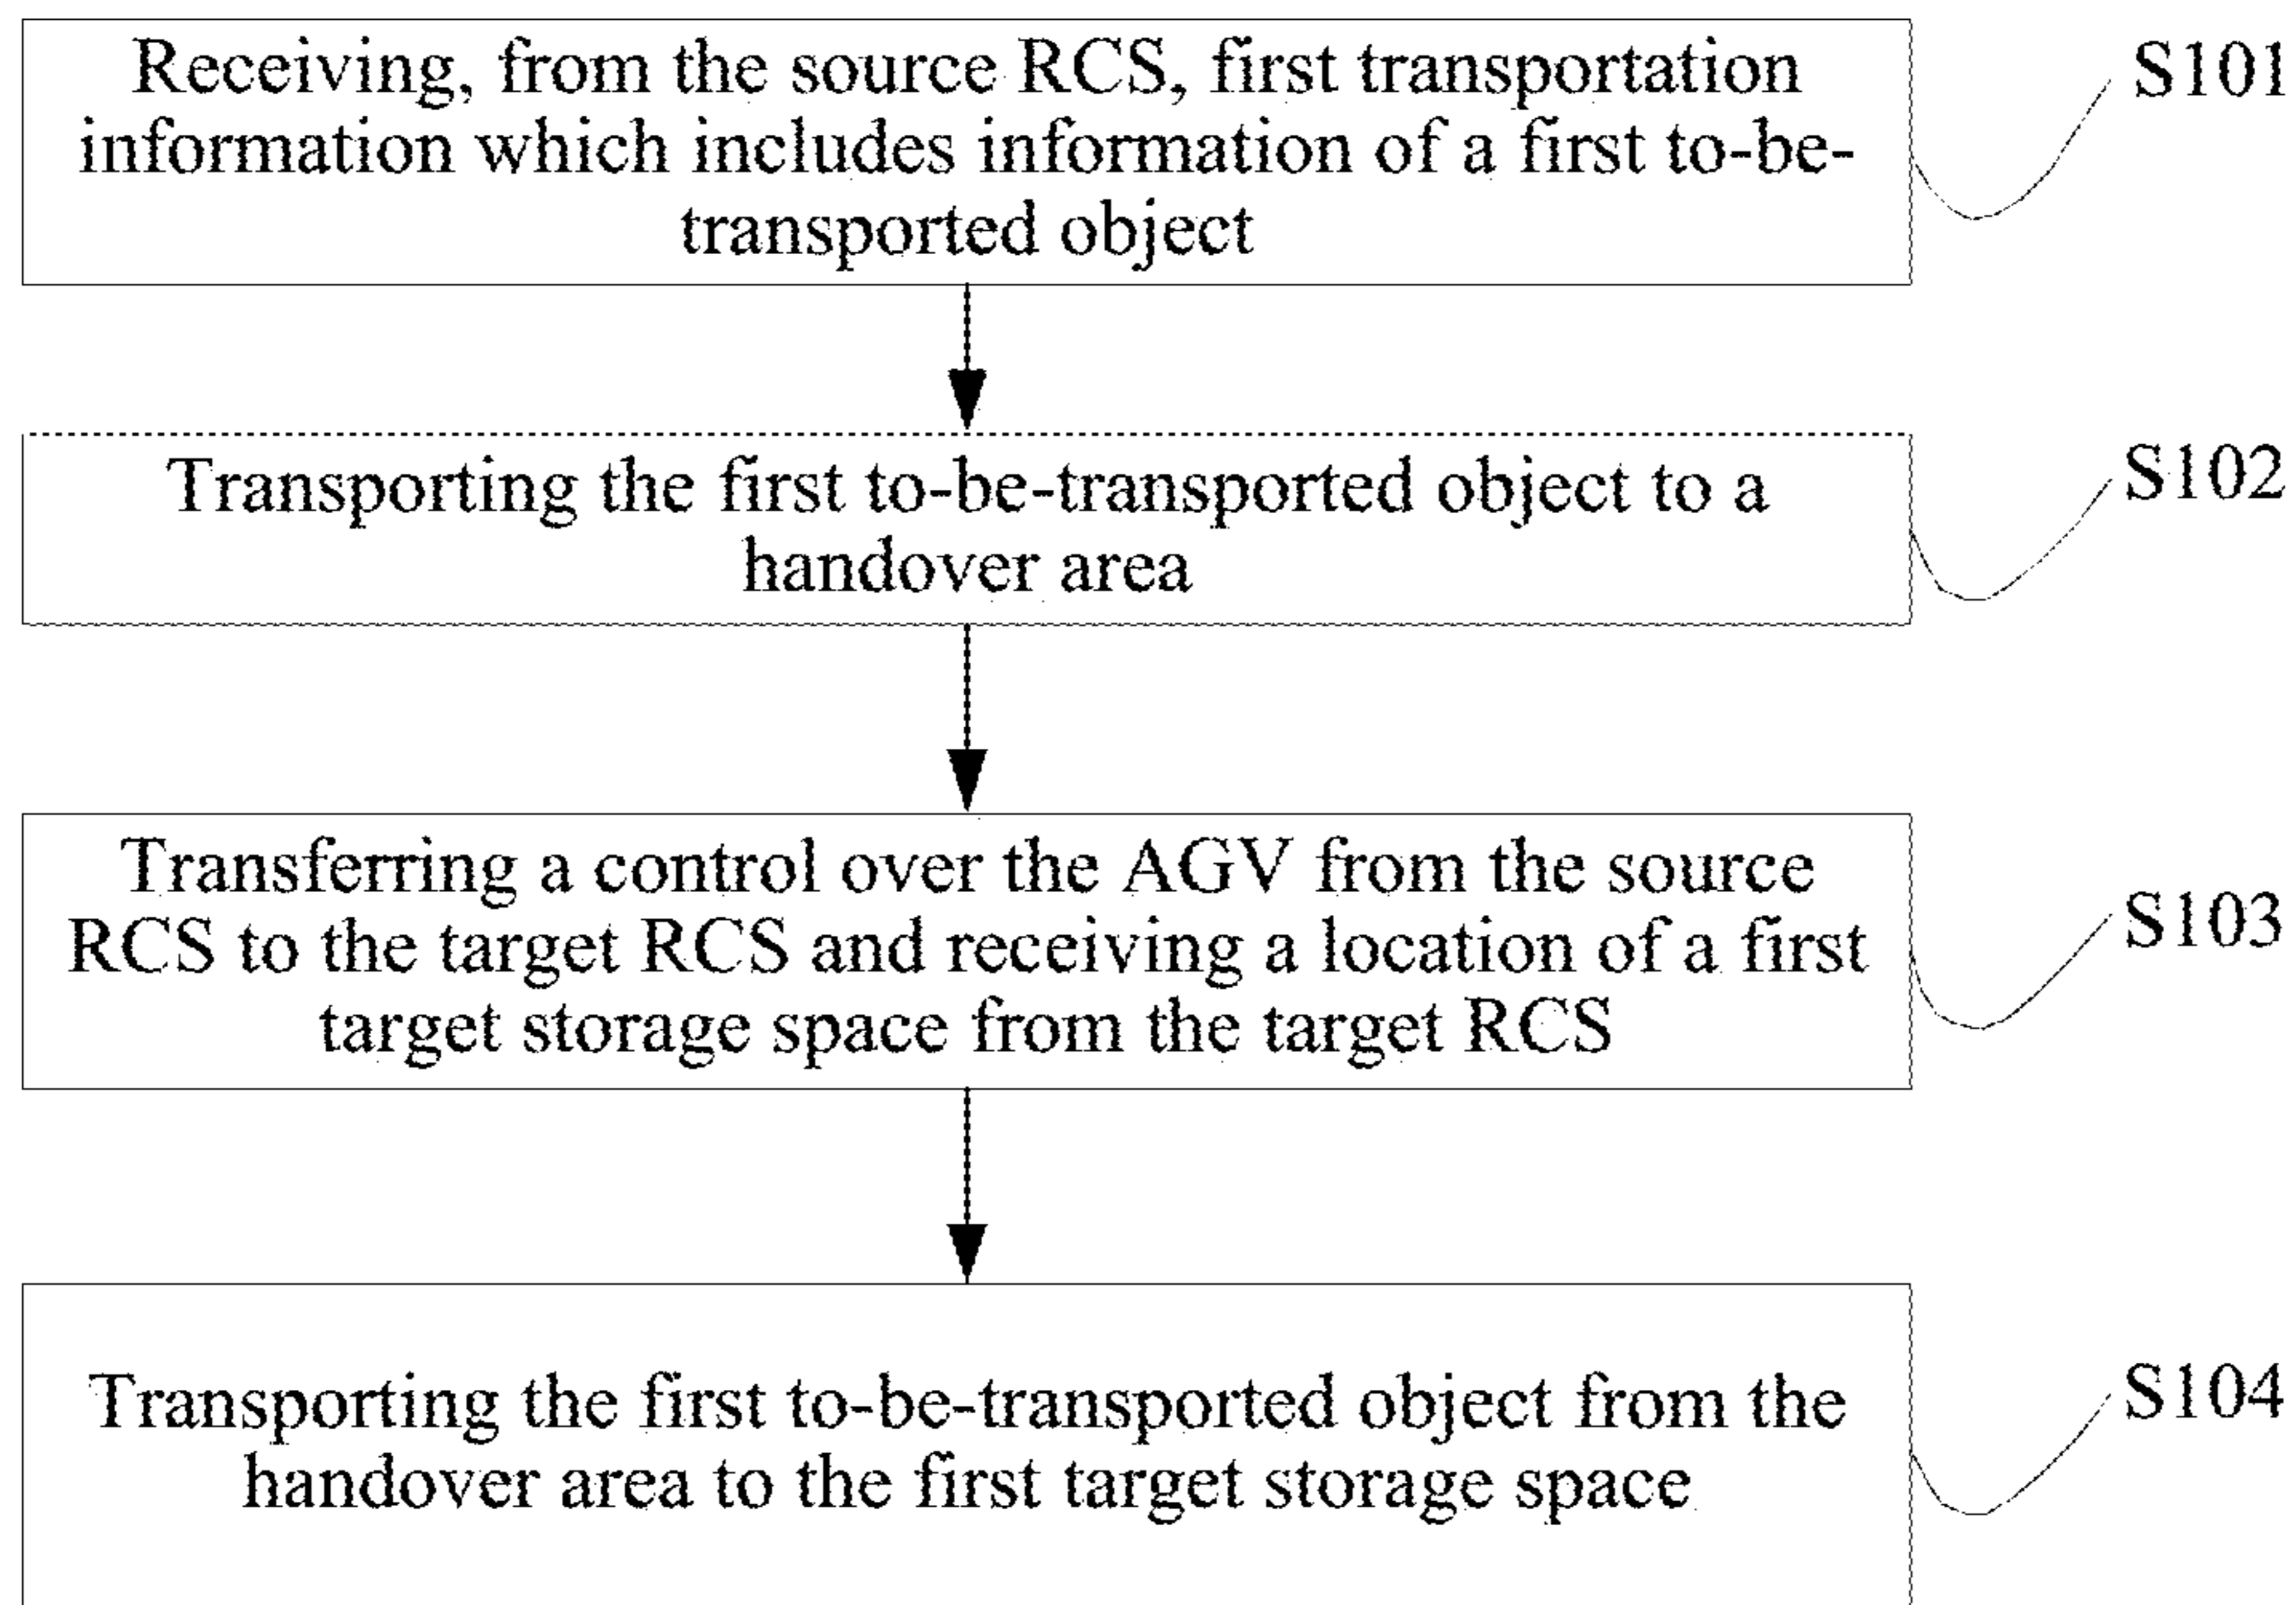 Receiving, from the source RCS, first transportation
information which includes information of a first to-be-
transported object
S101
Transporting the first to-be-transported object to a
handover area
S102
Transferring a control over the AGV from the source
RCS to the target RCS and receiving a location of a first
target storage space from the target RCS
S103
Transporting the first to-be-transported object from the
handover area to the first target storage space
S104